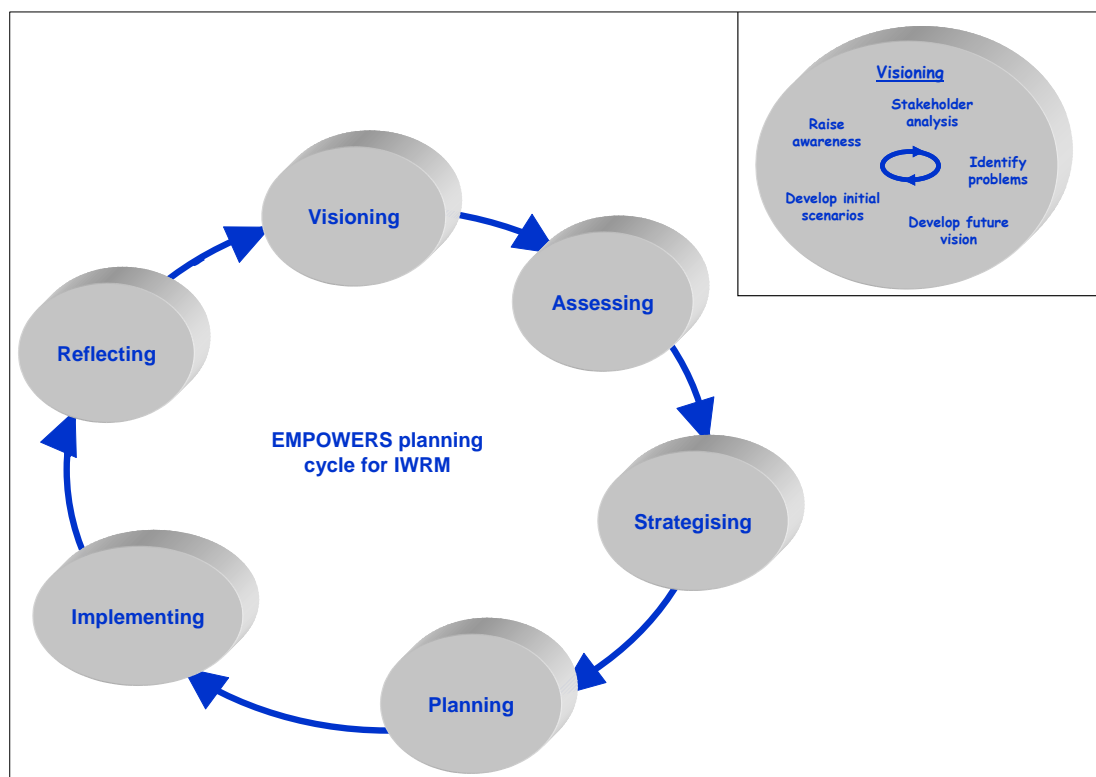 Visioning
Assessing
Strategising
Planning
Implementing
Reflecting
EMPOWERS planning
cycle for IWRM
Visioning
Stakeholder
analysis
Identify
problems
Develop future
vision
Develop initial
scenarios
Raise
awareness